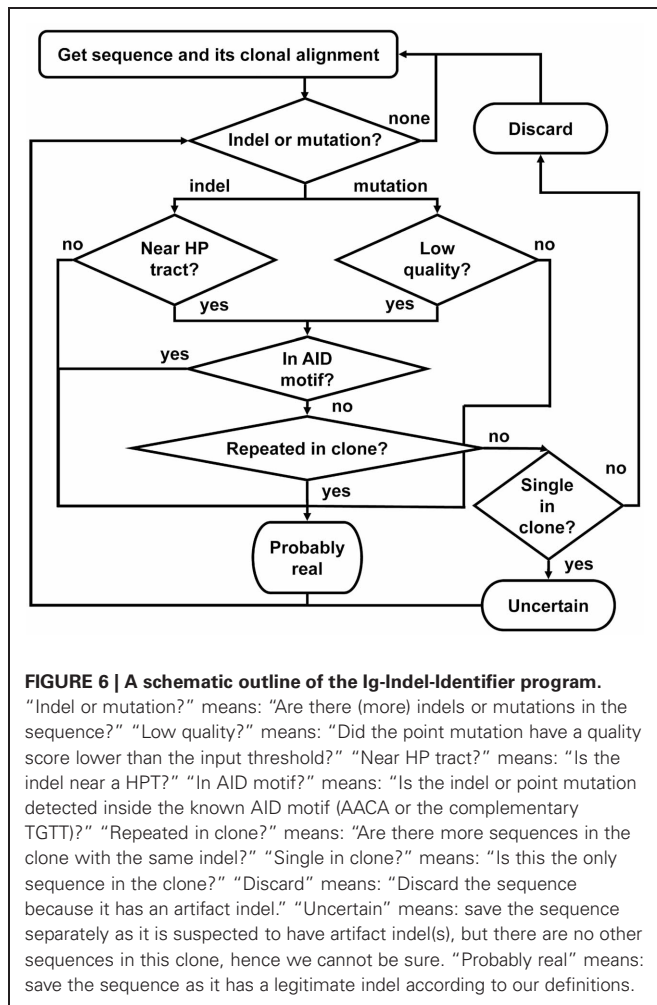 Get sequence and its clonal alignment
none
Indel or mutation?
Discard
indel
mutation
no
Near HP
tract?
Low
quality?
no
yes
yes
yes
In AID
motif?
no
Repeated in clone?
no
no
Single
in
clone?
yes
Probably
real
yes
Uncertain
FIGURE 6 | A schematic outline of the Ig-Indel-Identifier program.
“Indel or mutation?” means: “Are there (more) indels or mutations in the
sequence?” “Low quality?” means: “Did the point mutation have a quality
score lower than the input threshold?” “Near HP tract?” means: “Is the
indel near a HPT?” “In AID motif?” means: “Is the indel or point mutation
detected inside the known AID motif (AACA or the complementary
TGTT)?” “Repeated in clone?” means: “Are there more sequences in the
clone with the same indel?” “Single in clone?” means: “Is this the only
sequence in the clone?” “Discard” means: “Discard the sequence
because it has an artifact indel.” “Uncertain” means: save the sequence
separately as it is suspected to have artifact indel(s), but there are no other
sequences in this clone, hence we cannot be sure. “Probably real” means:
save the sequence as it has a legitimate indel according to our definitions.